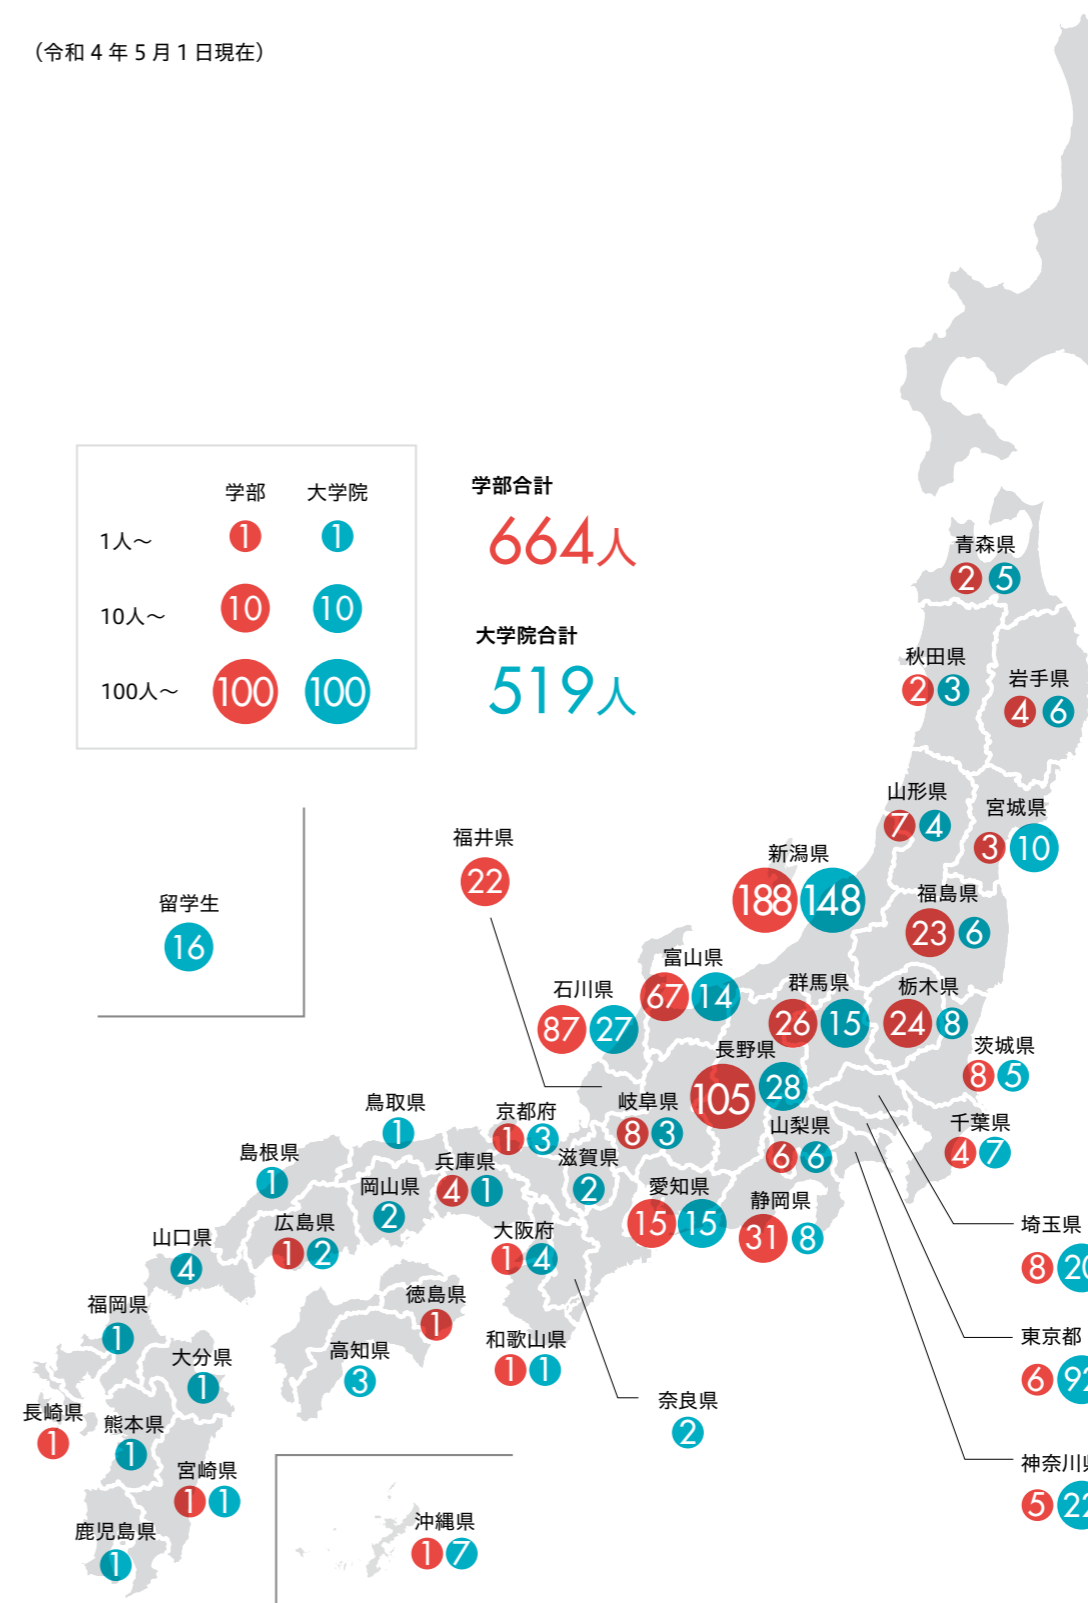 （令和 4 年 5 月 1 日現在）
学部 大学院
1人〜 1 1
10人〜 10 10
100人〜 100 100
学部合計
664人
大学院合計
519人
青森県
2 5
秋田県
2 3
岩手県
4 6
山形県
7 4
宮城県
3 10
福井県
22
新潟県
188 148
福島県
23 6
留学生
16
富山県
67 14
石川県
87 27
群馬県
26 15
栃木県
24 8
長野県
105 28
茨城県
8 5
岐阜県
8 3
山梨県
6 6
千葉県
4 7
鳥取県
1
京都府
1 3
島根県
1
兵庫県
4 1
滋賀県
2
岡山県
2
愛知県
15 15
静岡県
31 8
広島県
1 2
山口県
4
大阪府
1 4
埼玉県
8 20
徳島県
1
福岡県
1
高知県
3
和歌山県
1 1
東京都
6 92
大分県
1
奈良県
2
長崎県
1
熊本県
1
宮崎県
1 1
神奈川県
5 22
鹿児島県
1
沖縄県
1 7